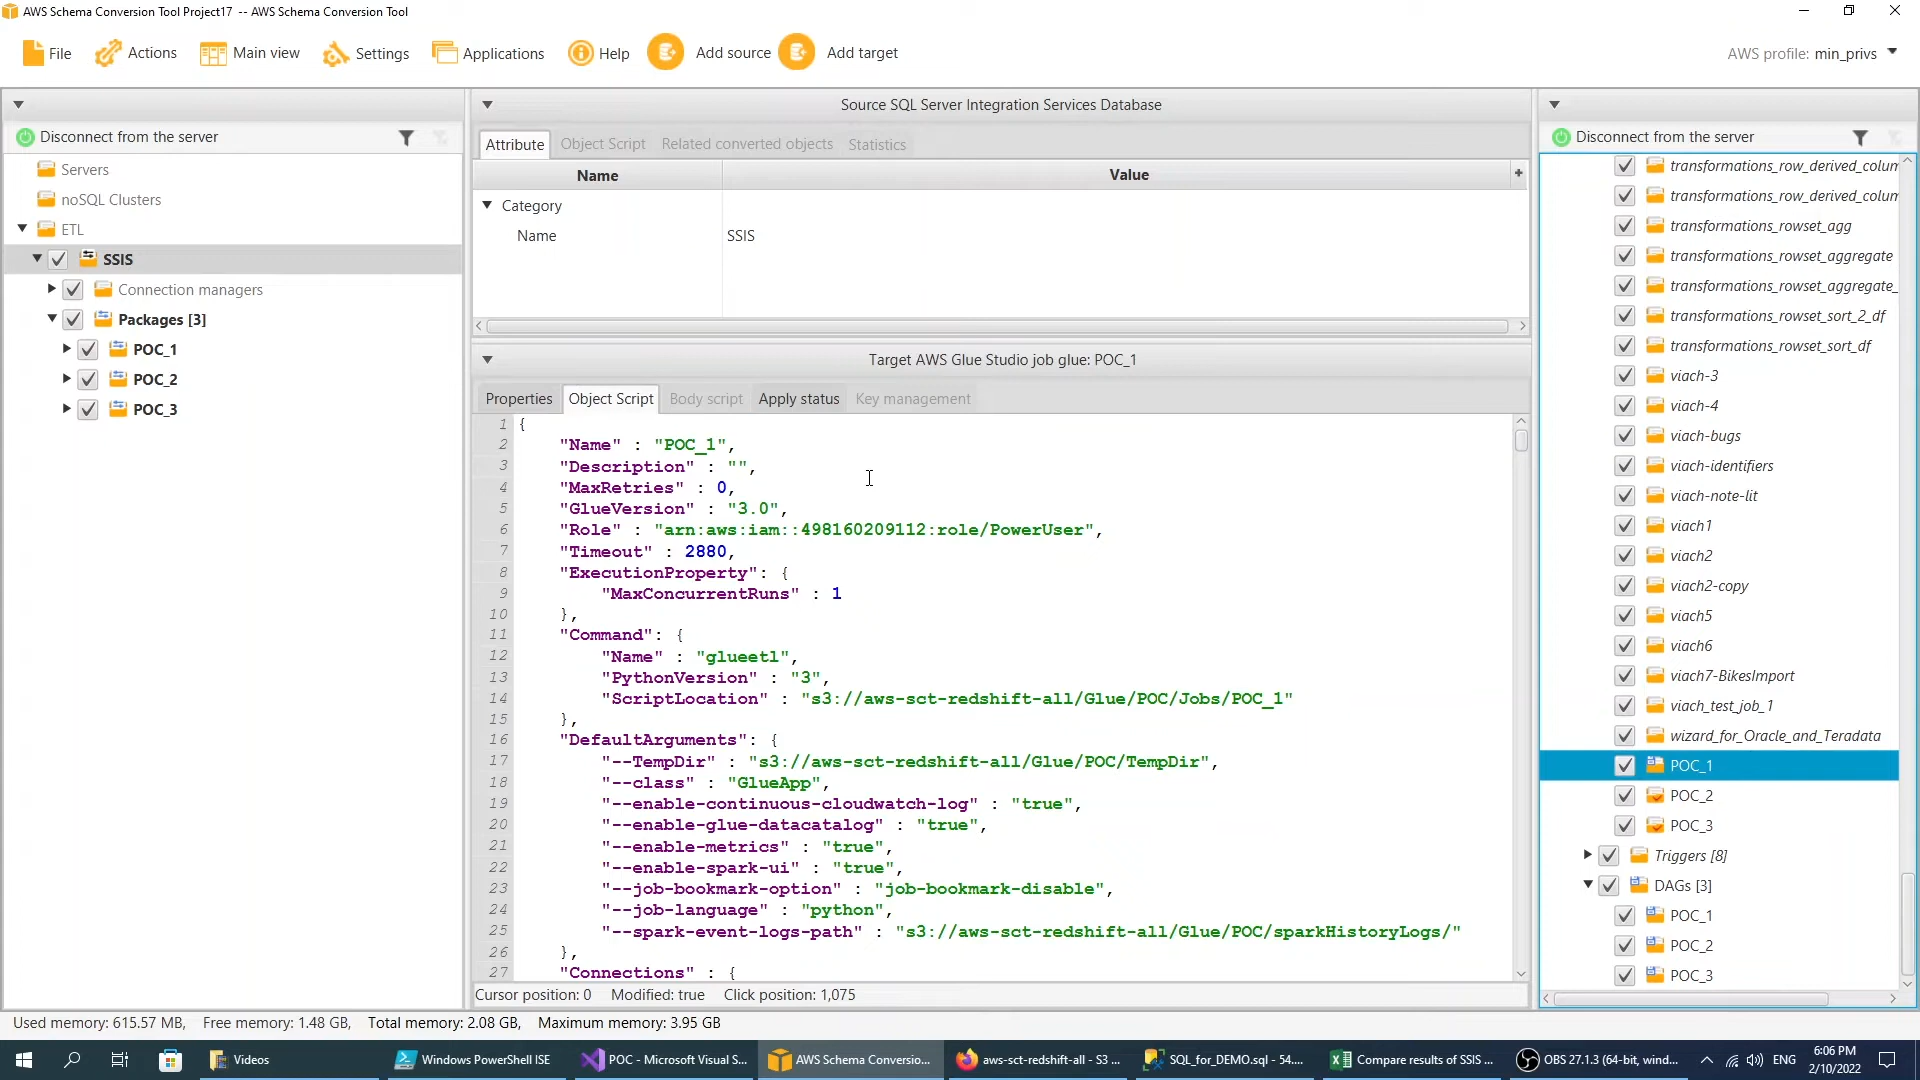 AWS Schema Conversion Tool Project17 -- AWS Schema Conversion Tool
File
Actions
Main view
Settings
Applications
Help
Add source
Add target
AWS profile: min_privs
Disconnect from the server
Servers
noSQL Clusters
ETL
SSIS
Connection managers
Packages [3]
POC_1
POC_2
POC_3
Source SQL Server Integration Services Database
Attribute
Object Script
Related converted objects
Statistics
Name
Value
+
Category
Name
SSIS
Target AWS Glue Studio job glue: POC_1
Properties
Object Script
Body script
Apply status
Key management
1 {
2 "Name" : "POC_1",
3 "Description" : "",
4 "MaxRetries" : 0,
5 "GlueVersion" : "3.0",
6 "Role" : "arn:aws:iam::498160209112:role/PowerUser",
7 "Timeout" : 2880,
8 "ExecutionProperty": {
9 "MaxConcurrentRuns" : 1
10 },
11 "Command": {
12 "Name" : "glueetl",
13 "PythonVersion" : "3",
14 "ScriptLocation" : "s3://aws-sct-redshift-all/Glue/POC/Jobs/POC_1"
15 },
16 "DefaultArguments": {
17 "--TempDir" : "s3://aws-sct-redshift-all/Glue/POC/TempDir",
18 "--class" : "GlueApp",
19 "--enable-continuous-cloudwatch-log" : "true",
20 "--enable-glue-datacatalog" : "true",
21 "--enable-metrics" : "true",
22 "--enable-spark-ui" : "true",
23 "--job-bookmark-option" : "job-bookmark-disable",
24 "--job-language" : "python",
25 "--spark-event-logs-path" : "s3://aws-sct-redshift-all/Glue/POC/sparkHistoryLogs/"
26 },
27 "Connections" : {
Cursor position: 0 Modified: true Click position: 1,075
Disconnect from the server
transformations_row_derived_colum
transformations_row_derived_colum
transformations_rowset_agg
transformations_rowset_aggregate
transformations_rowset_aggregate_
transformations_rowset_sort_2_df
transformations_rowset_sort_df
viach-3
viach-4
viach-bugs
viach-identifiers
viach-note-lit
viach1
viach2
viach2-copy
viach5
viach6
viach7-BikesImport
viach_test_job_1
wizard_for_Oracle_and_Teradata
POC_1
POC_2
POC_3
Triggers [8]
DAGs [3]
POC_1
POC_2
POC_3
Used memory: 615.57 MB, Free memory: 1.48 GB, Total memory: 2.08 GB, Maximum memory: 3.95 GB
Videos
Windows PowerShell ISE
POC - Microsoft Visual S...
AWS Schema Conversio...
aws-sct-redshift-all - S3 ...
SQL_for_DEMO.sql - 54....
Compare results of SSIS ...
OBS 27.1.3 (64-bit, wind...
ENG
6:06 PM
2/10/2022